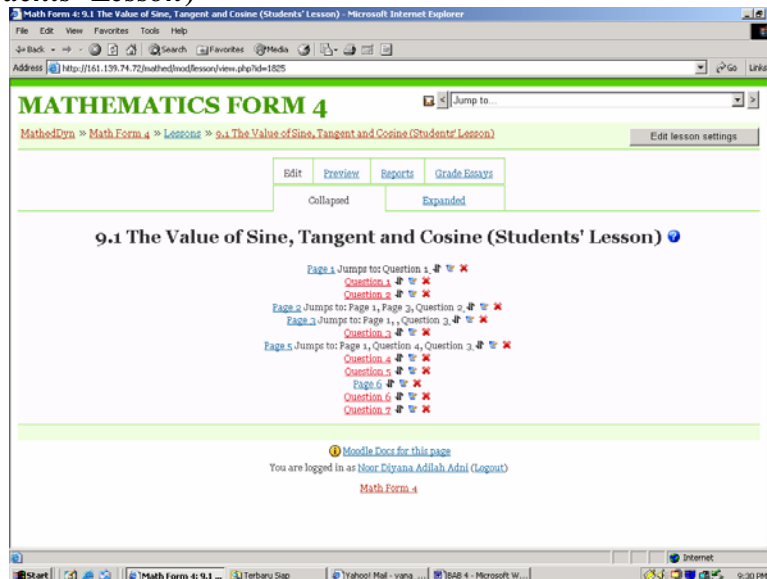 Math Form 4: 9.1 The Value of Sine, Tangent and Cosine (Students' Lesson) - Microsoft Internet Explorer
File Edit View Favorites Tools Help
Back Search Favorites Media
Address http://161.139.74.72/mathed/mod/lesson/view.php?id=1825 Go Links
MATHEMATICS FORM 4 Jump to...
MathedDyn » Math Form 4 » Lessons » 9.1 The Value of Sine, Tangent and Cosine (Students' Lesson) Edit lesson settings
Edit Preview Reports Grade Essays
Collapsed Expanded
9.1 The Value of Sine, Tangent and Cosine (Students' Lesson)
Page 1 Jumps to: Question 1,
Question 1
Question 2
Page 2 Jumps to: Page 1, Page 3, Question 2,
Page 3 Jumps to: Page 1, , Question 3,
Question 3
Page 5 Jumps to: Page 1, Question 4, Question 3,
Question 4
Question 5
Page 6
Question 6
Question 7
Moodle Docs for this page
You are logged in as Noor Diyana Adilah Adni (Logout)
Math Form 4
Internet
Start Math Form 4: 9.1 ... Terbaru Siap Yahoo! Mail - yana_... BAB 4 - Microsoft W... 9:30 PM